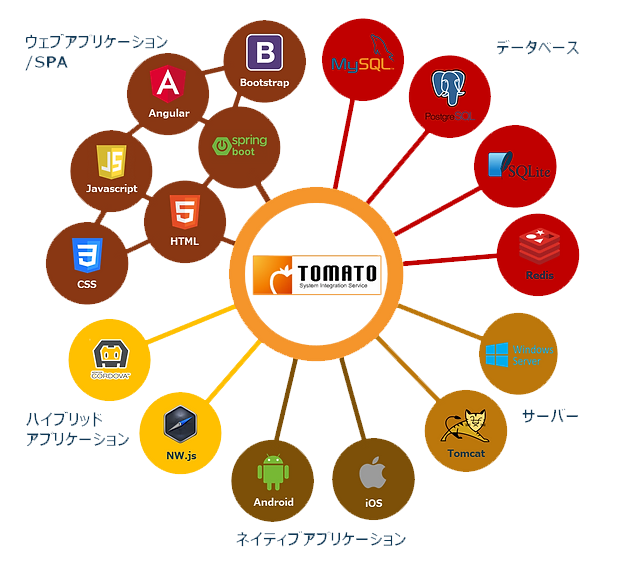 ウェブアプリケーション
/SPA
データベース
Bootstrap
MySQL
Angular
PostgreSQL
spring
boot
JS
Javascript
SQLite
HTML
Redis
CSS
TOMATO
System Integration Service
Windows
Server
CORDOVA
ハイブリッド
アプリケーション
サーバー
NW.js
Tomcat
Android
iOS
ネイティブアプリケーション